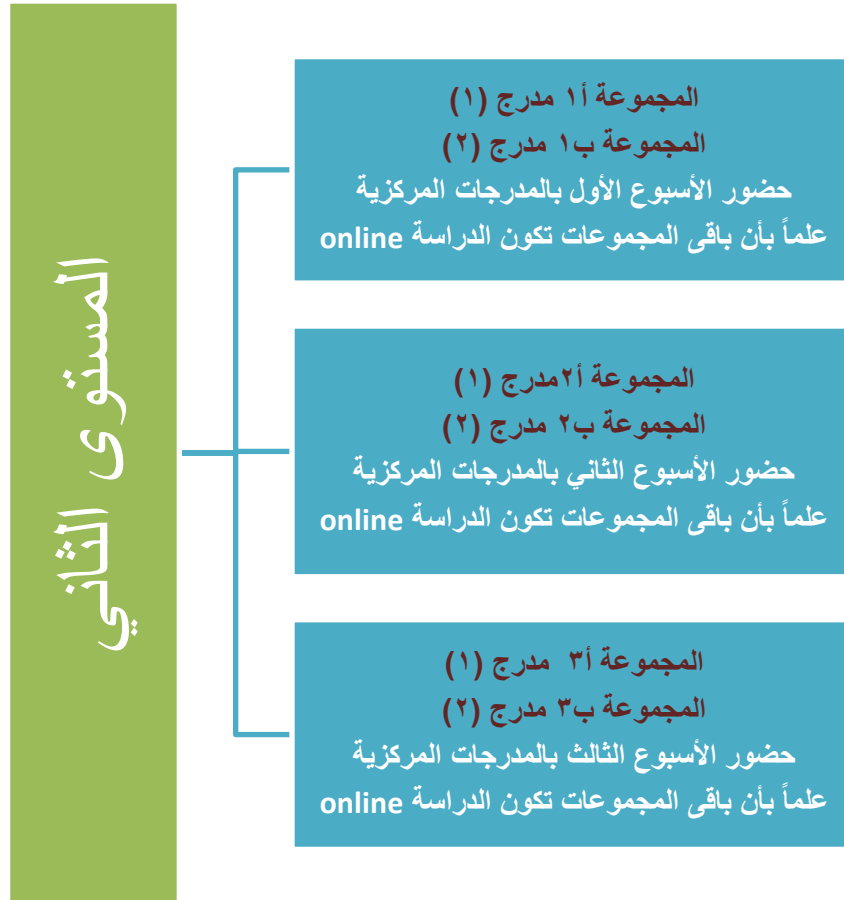 المستوى الثاني
المجموعة أ١ مدرج (١)
المجموعة ب١ مدرج (٢)
حضور الأسبوع الأول بالمدرجات المركزية
علماً بأن باقى المجموعات تكون الدراسة online
المجموعة أ٢مدرج (١)
المجموعة ب٢ مدرج (٢)
حضور الأسبوع الثاني بالمدرجات المركزية
علماً بأن باقى المجموعات تكون الدراسة online
المجموعة أ٣ مدرج (١)
المجموعة ب٣ مدرج (٢)
حضور الأسبوع الثالث بالمدرجات المركزية
علماً بأن باقى المجموعات تكون الدراسة online